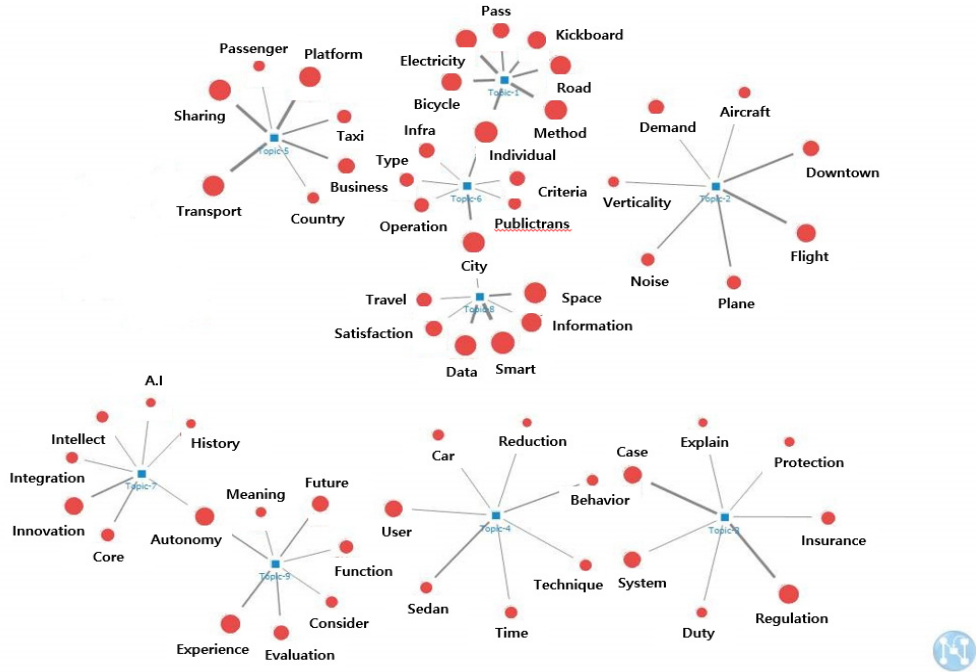 Pass
Kickboard
Electricity
Topic-1
Bicycle
Road
Method
Passenger
Platform
Sharing
Taxi
Topic-5
Business
Transport
Country
Infra
Individual
Type
Criteria
Topic-6
Operation
Publictrans
City
Aircraft
Demand
Downtown
Verticality
Topic-2
Flight
Noise
Plane
Travel
Space
Topic-8
Satisfaction
Information
Data
Smart
A.I
Intellect
History
Integration
Topic-7
Innovation
Core
Autonomy
Meaning
Future
Function
Topic-9
Consider
Experience
Evaluation
Car
Reduction
Behavior
User
Topic-4
Technique
Sedan
Time
Case
Explain
Protection
Topic-3
Insurance
System
Regulation
Duty